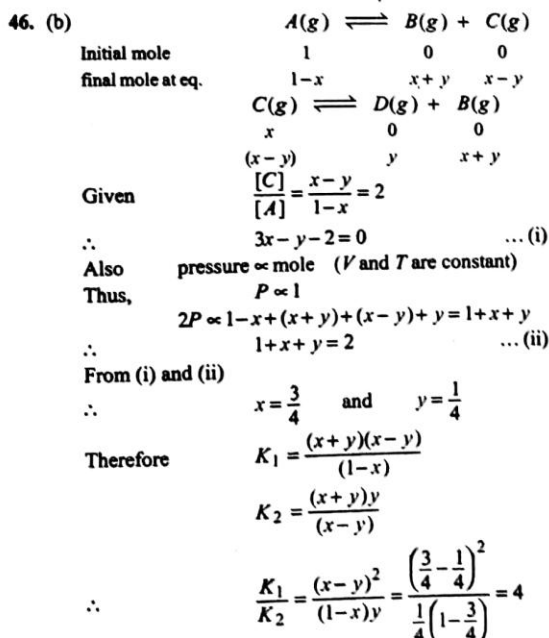 46. (b) A(g) ⇌ B(g) + C(g)
Initial mole 1 0 0
final mole at eq. 1−x x+y x−y
C(g) ⇌ D(g) + B(g)
x 0 0
(x−y) y x+y
Given [C]/[A] = (x−y)/(1−x) = 2
∴ 3x−y−2=0 ...(i)
Also pressure ∝ mole (V and T are constant)
Thus, P ∝ 1
2P ∝ 1−x+(x+y)+(x−y)+y=1+x+y
∴ 1+x+y=2 ...(ii)
From (i) and (ii)
∴ x=3/4 and y=1/4
Therefore K₁ = (x+y)(x−y)/(1−x)
K₂ = (x+y)y/(x−y)
∴ K₁/K₂ = (x−y)²/(1−x)y = (3/4−1/4)²/(1/4(1−3/4)) = 4